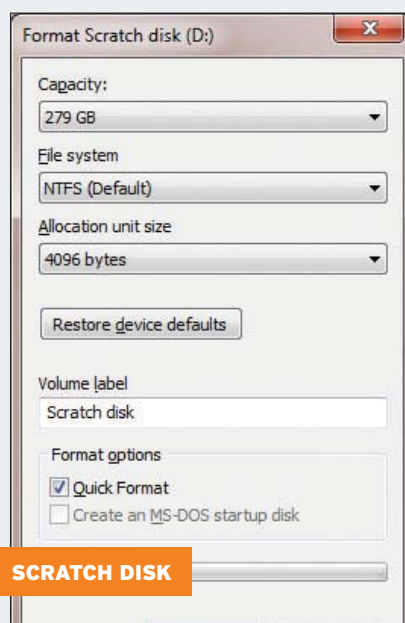 Format Scratch disk (D:)
Capacity:
279 GB
File system
NTFS (Default)
Allocation unit size
4096 bytes
Restore device defaults
Volume label
Scratch disk
Format options
Quick Format
Create an MS-DOS startup disk
SCRATCH DISK